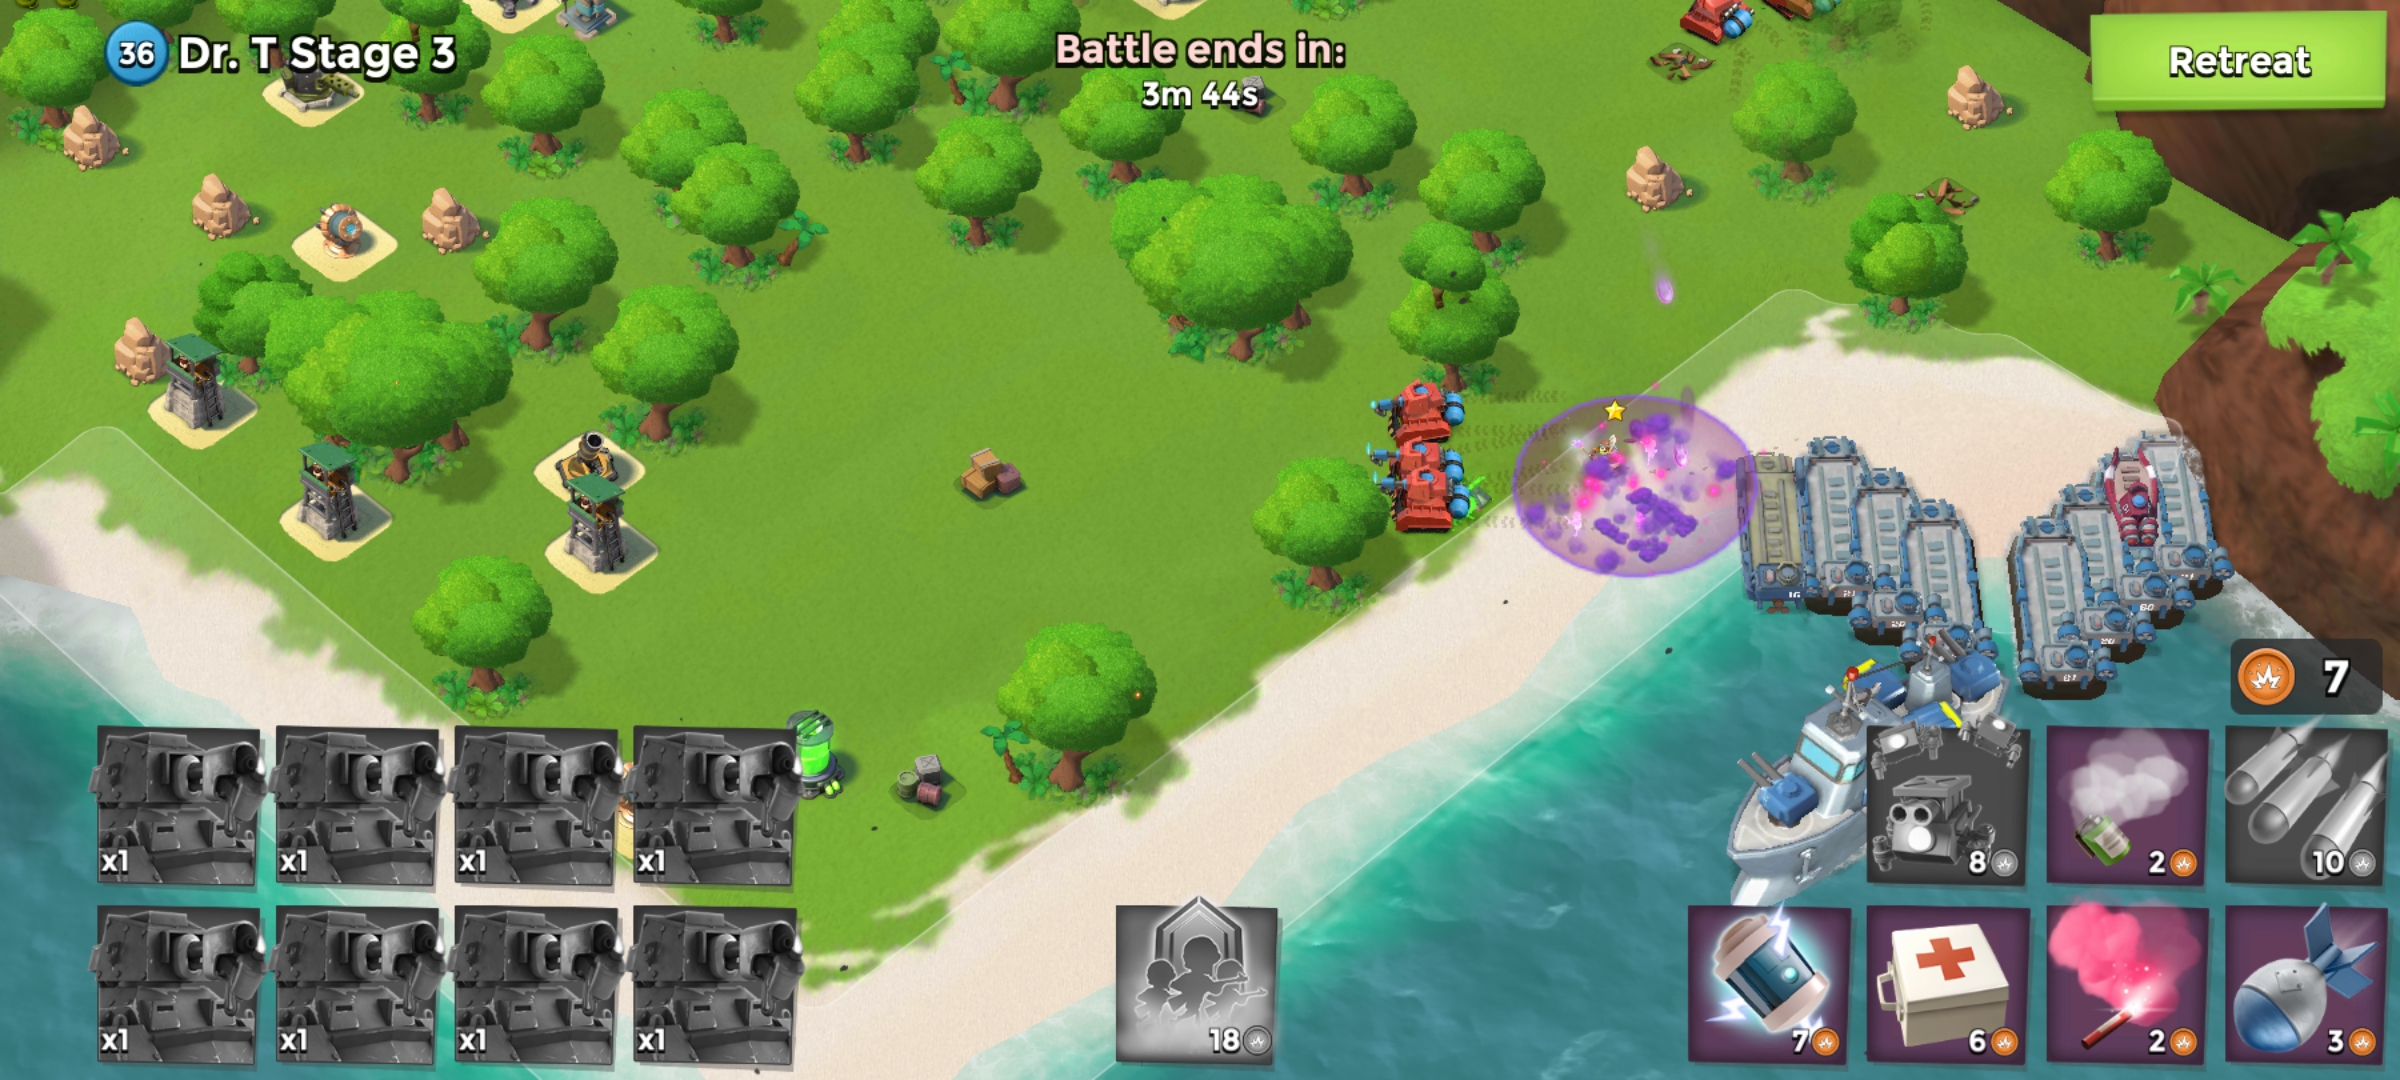 36 Dr. T Stage 3
Battle ends in:
3m 44s
Retreat
7
x1 x1 x1 x1
8 2 10
x1 x1 x1 x1
18
7 6 2 3